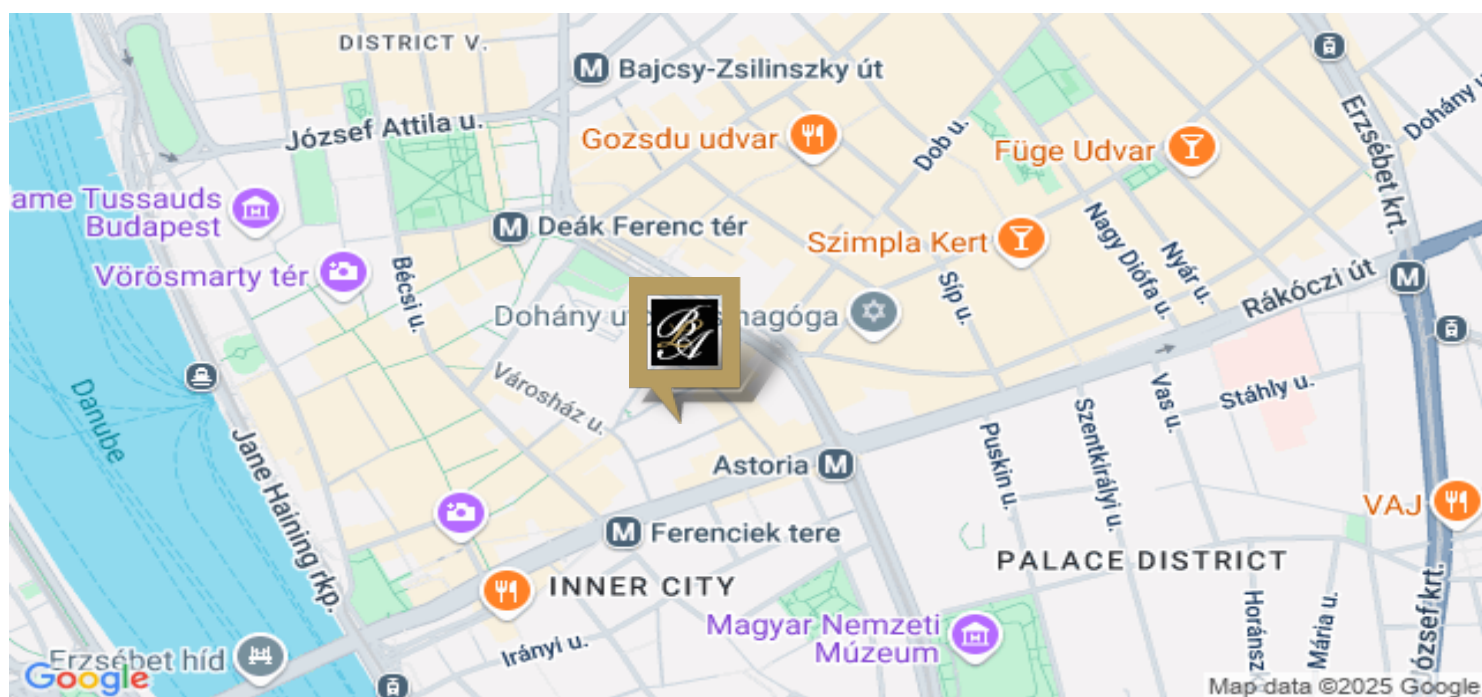 DISTRICT V.
Bajcsy-Zsilinszky út
József Attila u.
Gozsdu udvar
Dob u.
Füge Udvar
Erzsébet krt.
Dohány
Tussauds
Budapest
Deák Ferenc tér
Szimpla Kert
Nagy Diófa u.
Nyár u.
Vörösmarty tér
Bécsi u.
Síp u.
Rákóczi út
Dohány
BLA
Városház u.
Danube
Jane Haining rkp.
Astoria
Puskin u.
Szentkirályi u.
Vas u.
Stáhly u.
VAJ
Ferenciek tere
INNER CITY
PALACE DISTRICT
Irányi u.
Magyar Nemzeti
Múzeum
Mária u.
József krt.
Erzsébet híd
Google
Map data ©2025 Google